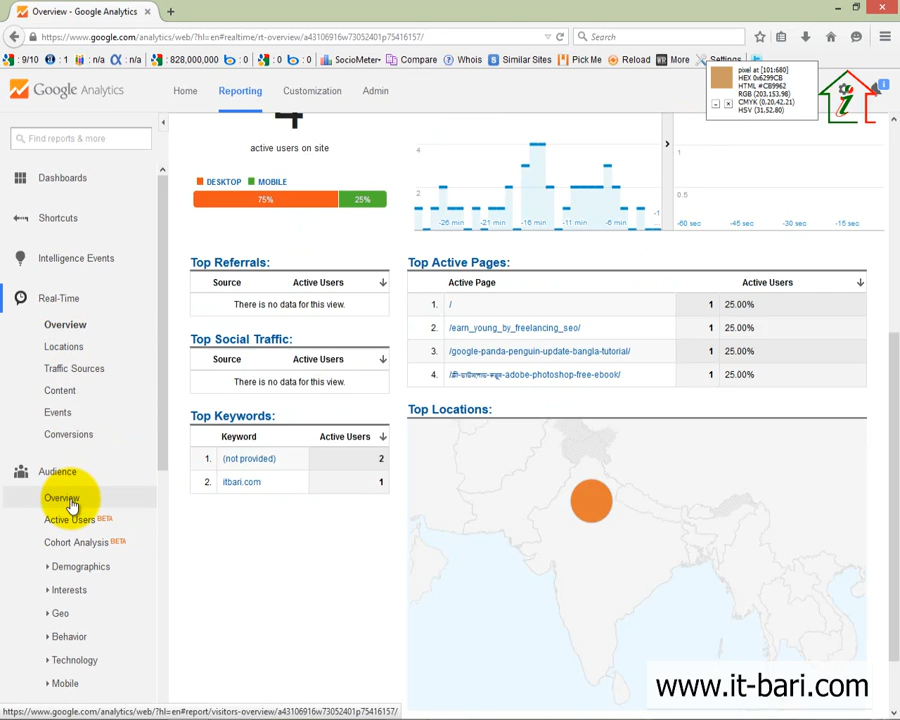 Overview - Google Analytics
https://www.google.com/analytics/web/?hl=en#realtime/rt-overview/a43106916w73052401p75416157/
Search
9/10 : 1 : n/a : n/a : 828,000,000 : 0 : 0 : 0 SocioMeter Compare Whois Similar Sites Pick Me Reload More Settings
pixel at [101:680]
HEX 0x6299CB
HTML #CB9962
RGB (203,153,98)
CMYK (0,20,42,21)
HSV (31.52.80)
Google Analytics
Home Reporting Customization Admin
Find reports & more
Dashboards
Shortcuts
Intelligence Events
Real-Time
Overview
Locations
Traffic Sources
Content
Events
Conversions
Audience
Overview
Active Users BETA
Cohort Analysis BETA
Demographics
Interests
Geo
Behavior
Technology
Mobile
4
active users on site
DESKTOP MOBILE
75% 25%
4
2
-26 min -21 min -16 min -11 min -6 min -1
1
0.5
-60 sec -45 sec -30 sec -15 sec
Top Referrals:
Source Active Users
There is no data for this view.
Top Social Traffic:
Source Active Users
There is no data for this view.
Top Keywords:
Keyword Active Users
1. (not provided) 2
2. itbari.com 1
Top Active Pages:
Active Page Active Users
1. / 1 25.00%
2. /earn_young_by_freelancing_seo/ 1 25.00%
3. /google-panda-penguin-update-bangla-tutorial/ 1 25.00%
4. -adobe-photoshop-free-ebook/ 1 25.00%
Top Locations:
www.it-bari.com
https://www.google.com/analytics/web/?hl=en#report/visitors-overview/a43106916w73052401p75416157/